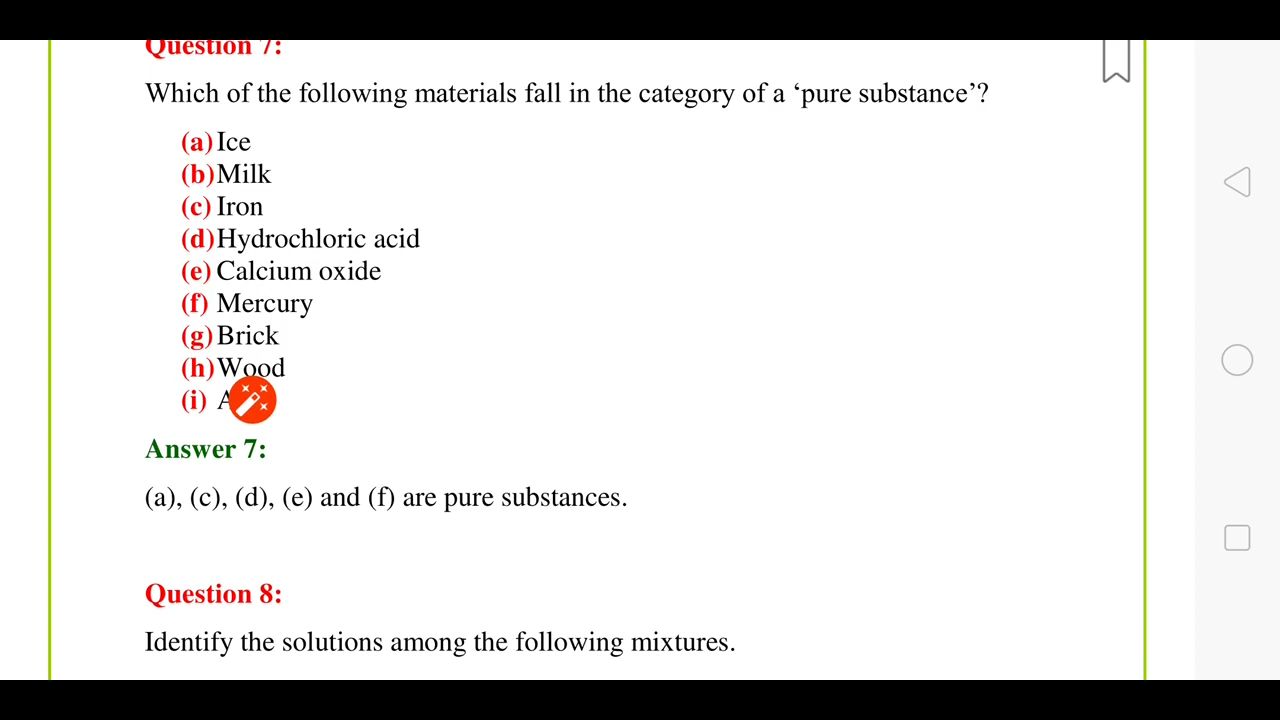 Question 7:
Which of the following materials fall in the category of a ‘pure substance’?
(a) Ice
(b) Milk
(c) Iron
(d) Hydrochloric acid
(e) Calcium oxide
(f) Mercury
(g) Brick
(h) Wood
(i)
Answer 7:
(a), (c), (d), (e) and (f) are pure substances.
Question 8:
Identify the solutions among the following mixtures.